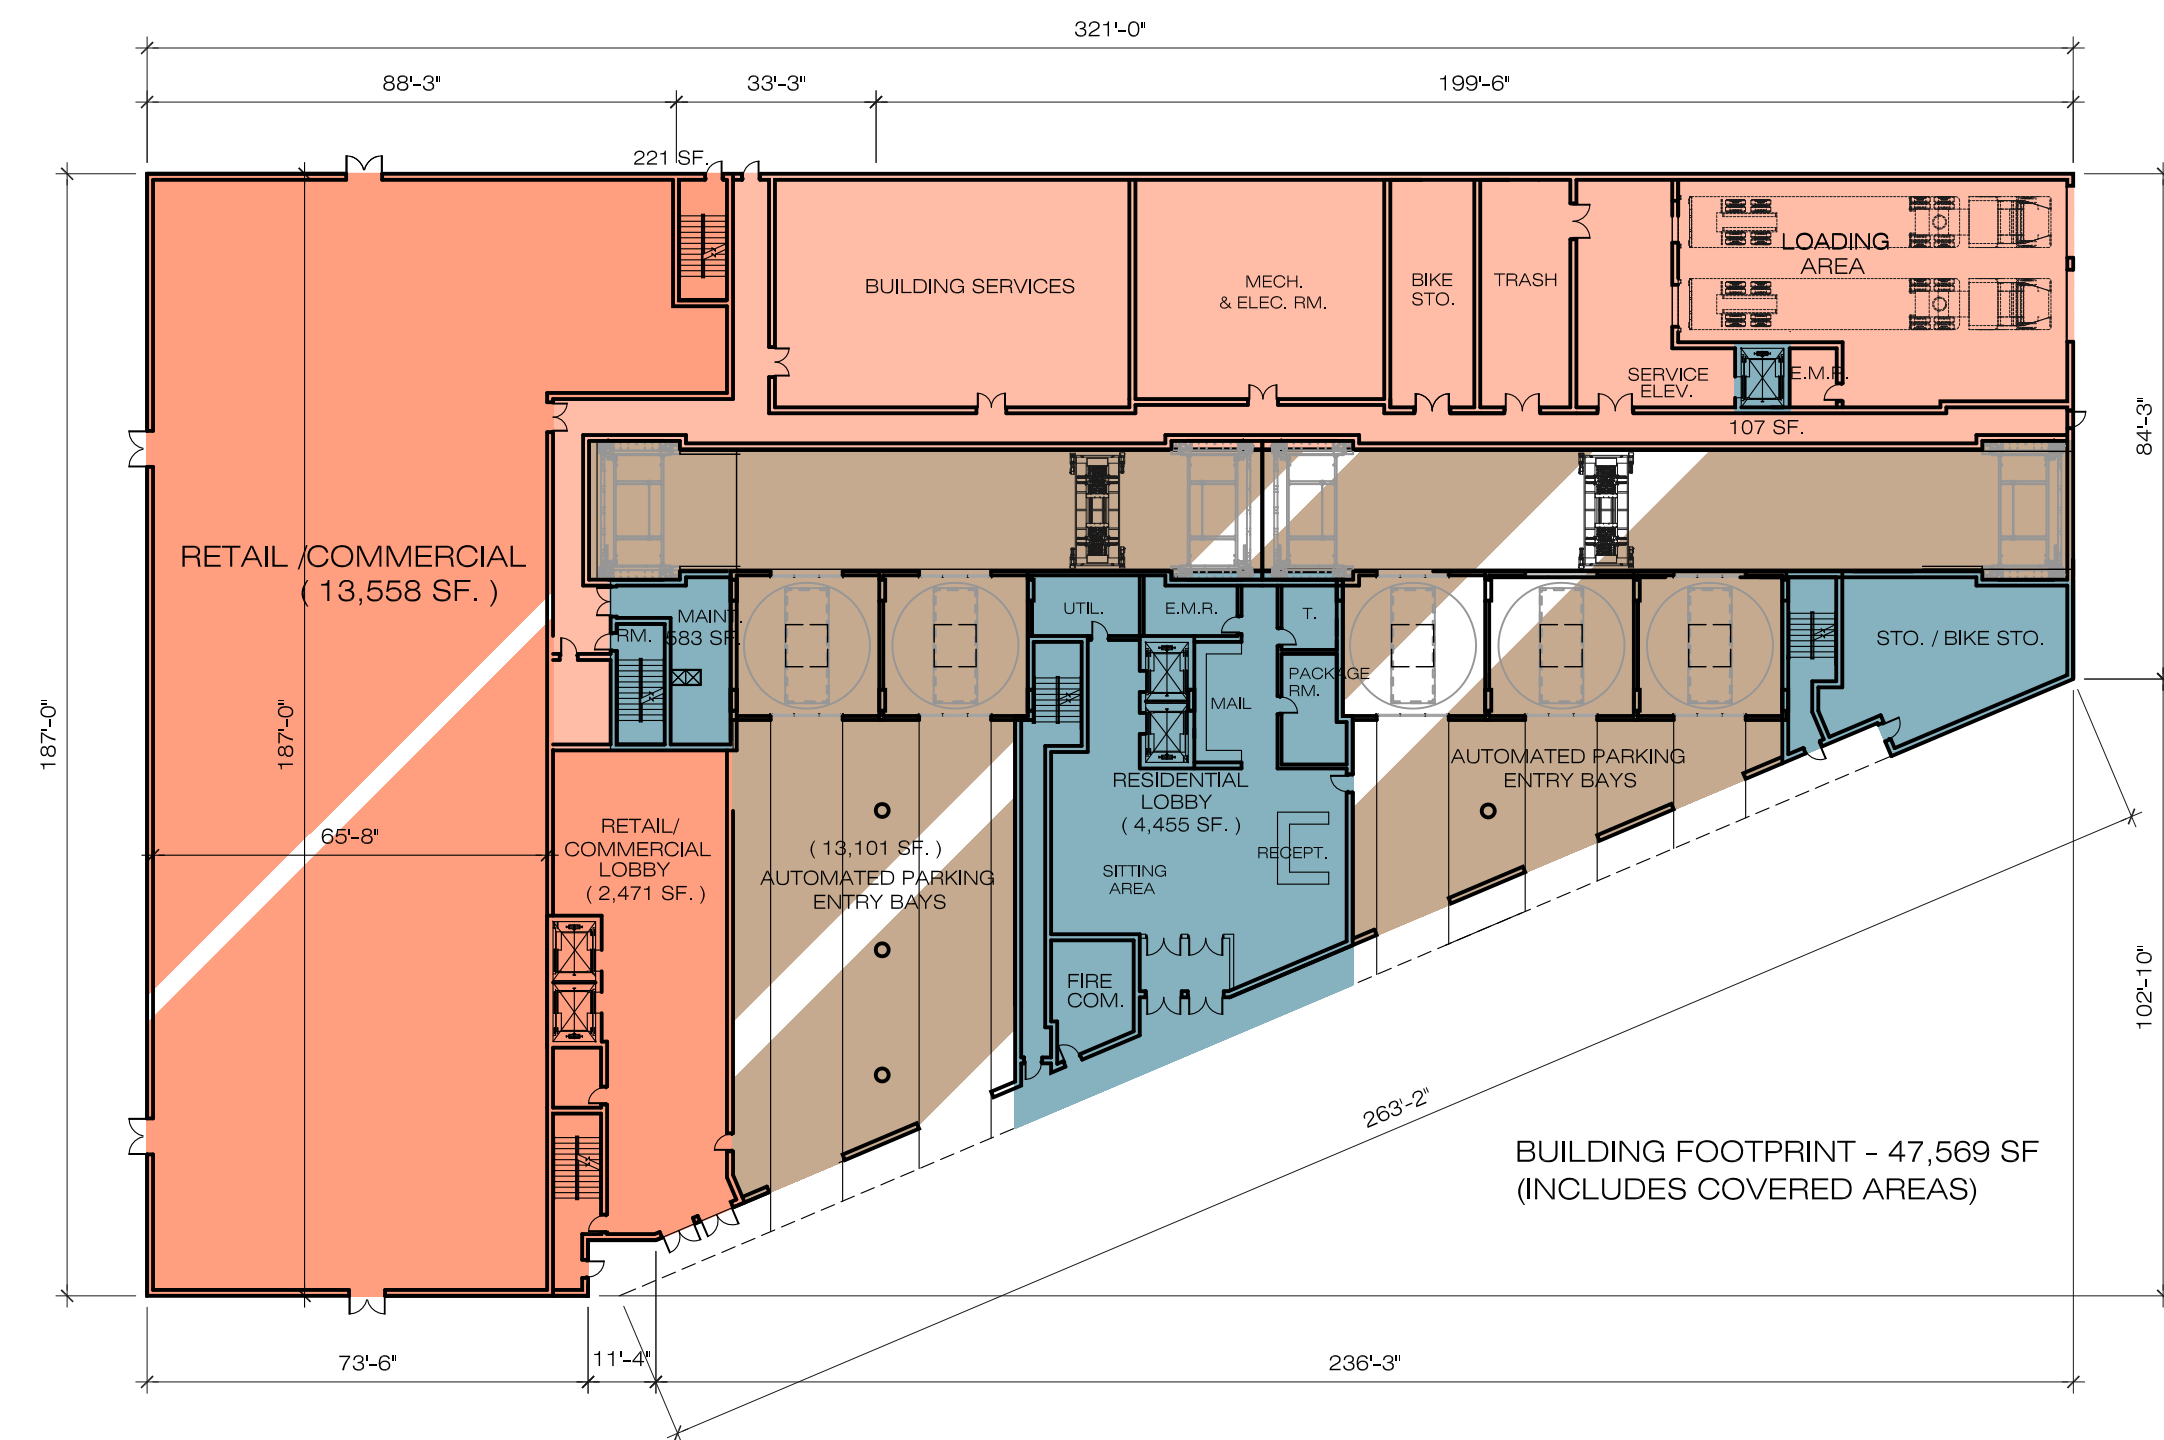 321'-0"
88'-3"
33'-3"
199'-6"
221 SF.
BUILDING SERVICES
MECH.
& ELEC. RM.
BIKE
STO.
TRASH
LOADING
AREA
SERVICE
ELEV.
E.M.R.
107 SF.
84'-3"
RETAIL /COMMERCIAL
( 13,558 SF. )
MAINT.
RM.
583 SF.
UTIL.
E.M.R.
T.
STO. / BIKE STO.
PACKAGE
RM.
MAIL
187'-0"
187'-0"
65'-8"
RETAIL/
COMMERCIAL
LOBBY
( 2,471 SF. )
( 13,101 SF. )
AUTOMATED PARKING
ENTRY BAYS
RESIDENTIAL
LOBBY
( 4,455 SF. )
SITTING
AREA
RECEPT.
AUTOMATED PARKING
ENTRY BAYS
FIRE
COM.
102'-10"
263'-2"
BUILDING FOOTPRINT - 47,569 SF
(INCLUDES COVERED AREAS)
73'-6"
11'-4"
236'-3"